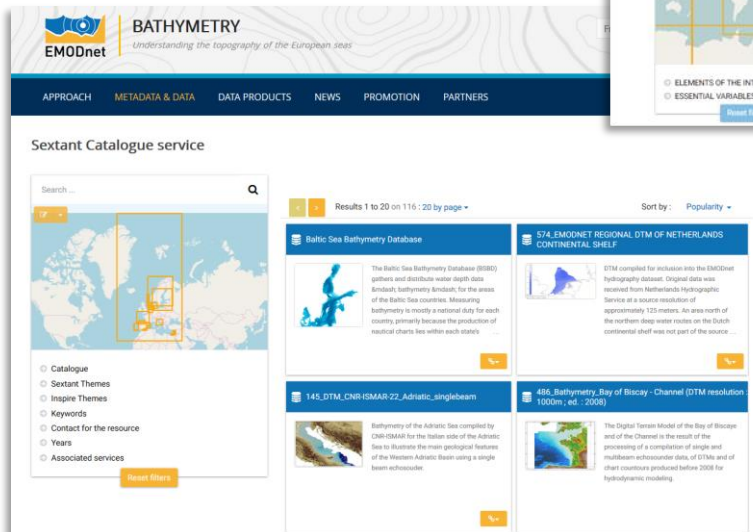 EMODnet
BATHYMETRY
Understanding the topography of the European seas
APPROACH METADATA & DATA DATA PRODUCTS NEWS PROMOTION PARTNERS
ELEMENTS OF THE
ESSENTIAL VARIABLES
Reset
Sextant Catalogue service
Search ...
Catalogue
Sextant Themes
Inspire Themes
Keywords
Contact for the resource
Years
Associated services
Reset filters
Results 1 to 20 on 116 : 20 by page
Sort by : Popularity
Baltic Sea Bathymetry Database
The Baltic Sea Bathymetry Database (BSBD)
gathers and distribute water depth data
&mdash; bathymetry &mdash; for the areas
of the Baltic Sea countries. Measuring
bathymetry is mostly a national duty for each
country, primarily because the production of
nautical charts lies within each state's ...
574_EMODNET REGIONAL DTM OF NETHERLANDS
CONTINENTAL SHELF
DTM compiled for inclusion into the EMODnet
hydrography dataset. Original data was
received from Netherlands Hydrographic
Service at a source resolution of
approximately 125 meters. An area north of
the northern deep water routes on the Dutch
continental shelf was not part of the source ...
145_DTM_CNR-ISMAR-22_Adriatic_singlebeam
Bathymetry of the Adriatic Sea compiled by
CNR-ISMAR for the Italian side of the Adriatic
Sea to illustrate the main geological features
of the Western Adriatic Basin using a single
beam echosouder.
486_Bathymetry_Bay of Biscay - Channel (DTM resolution :
1000m ; ed. : 2008)
The Digital Terrain Model of the Bay of Biscaye
and of the Channel is the result of the
processing of a compilation of single and
multibeam echosounder data, of DTMs and of
chart countours produced before 2008 for
hydrodynamic modeling